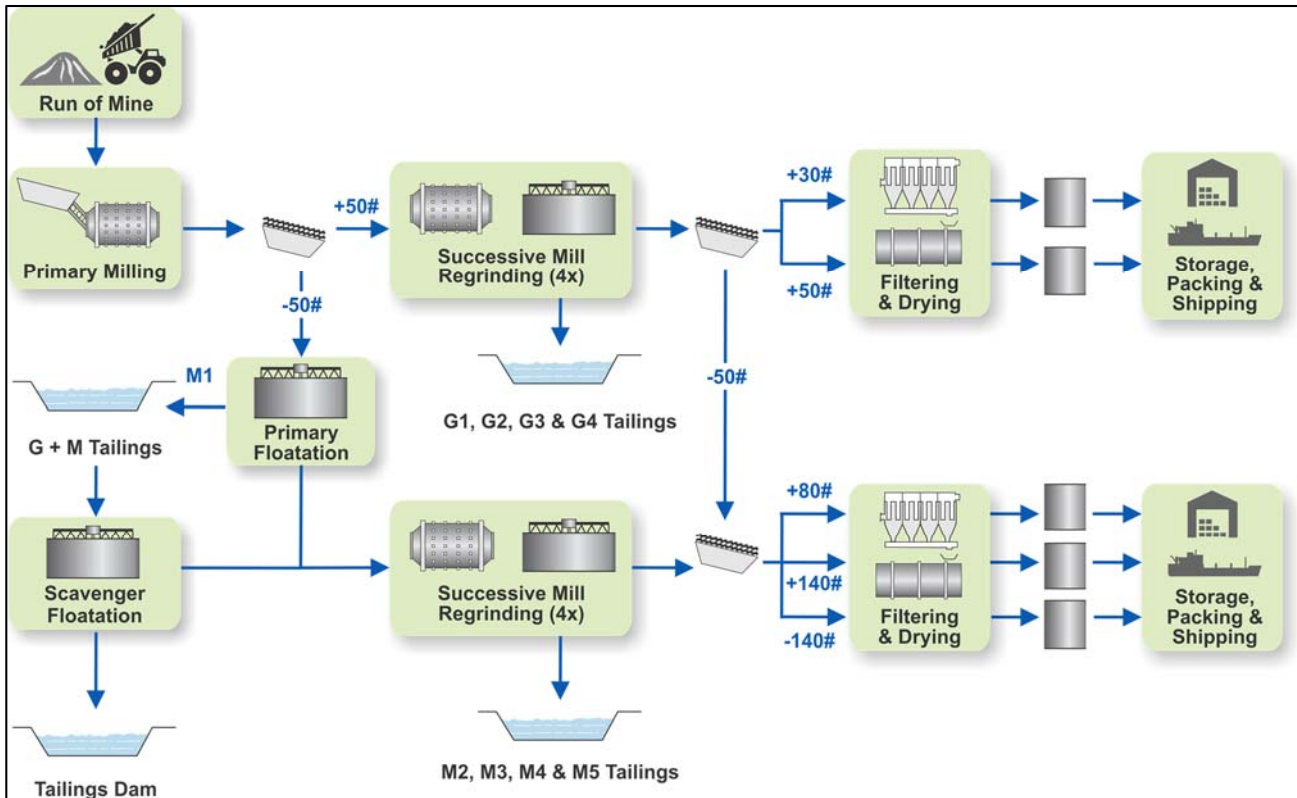 Run of Mine
Primary Milling
+50#
-50#
Successive Mill
Regrinding (4x)
+30#
+50#
Filtering
& Drying
Storage,
Packing &
Shipping
M1
G + M Tailings
Primary
Floatation
G1, G2, G3 & G4 Tailings
-50#
Scavenger
Floatation
Successive Mill
Regrinding (4x)
+80#
+140#
-140#
Filtering
& Drying
Storage,
Packing &
Shipping
Tailings Dam
M2, M3, M4 & M5 Tailings